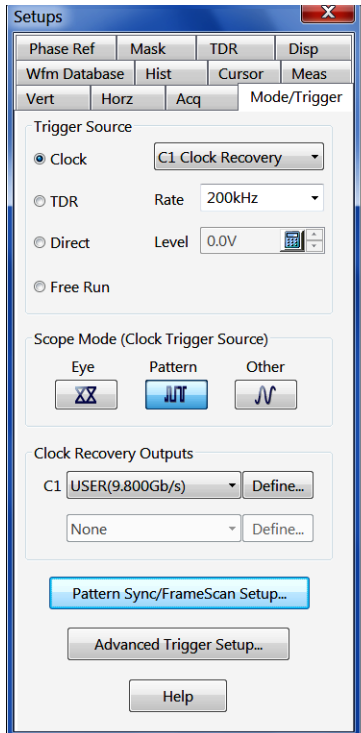 Setups
Phase Ref Mask TDR Disp
Wfm Database Hist Cursor Meas
Vert Horz Acq Mode/Trigger
Trigger Source
Clock C1 Clock Recovery
TDR Rate 200kHz
Direct Level 0.0V
Free Run
Scope Mode (Clock Trigger Source)
Eye Pattern Other
Clock Recovery Outputs
C1 USER(9.800Gb/s) Define...
None Define...
Pattern Sync/FrameScan Setup...
Advanced Trigger Setup...
Help